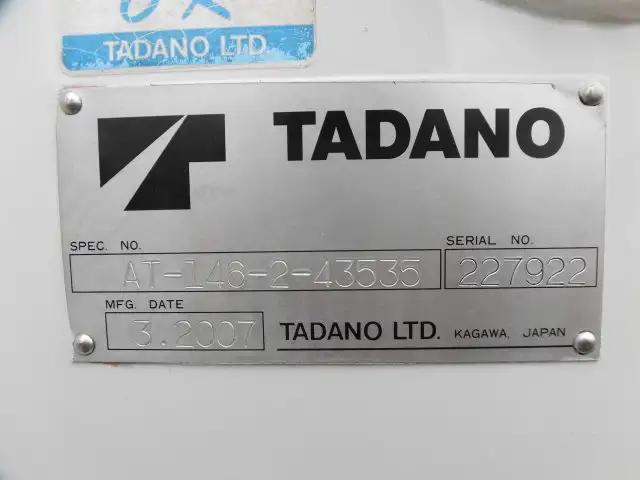 OK
TADANO LTD.
TADANO
SPEC. NO.
SERIAL NO.
AT-146-2-43535
227922
MFG. DATE
3.2007
TADANO LTD. KAGAWA, JAPAN